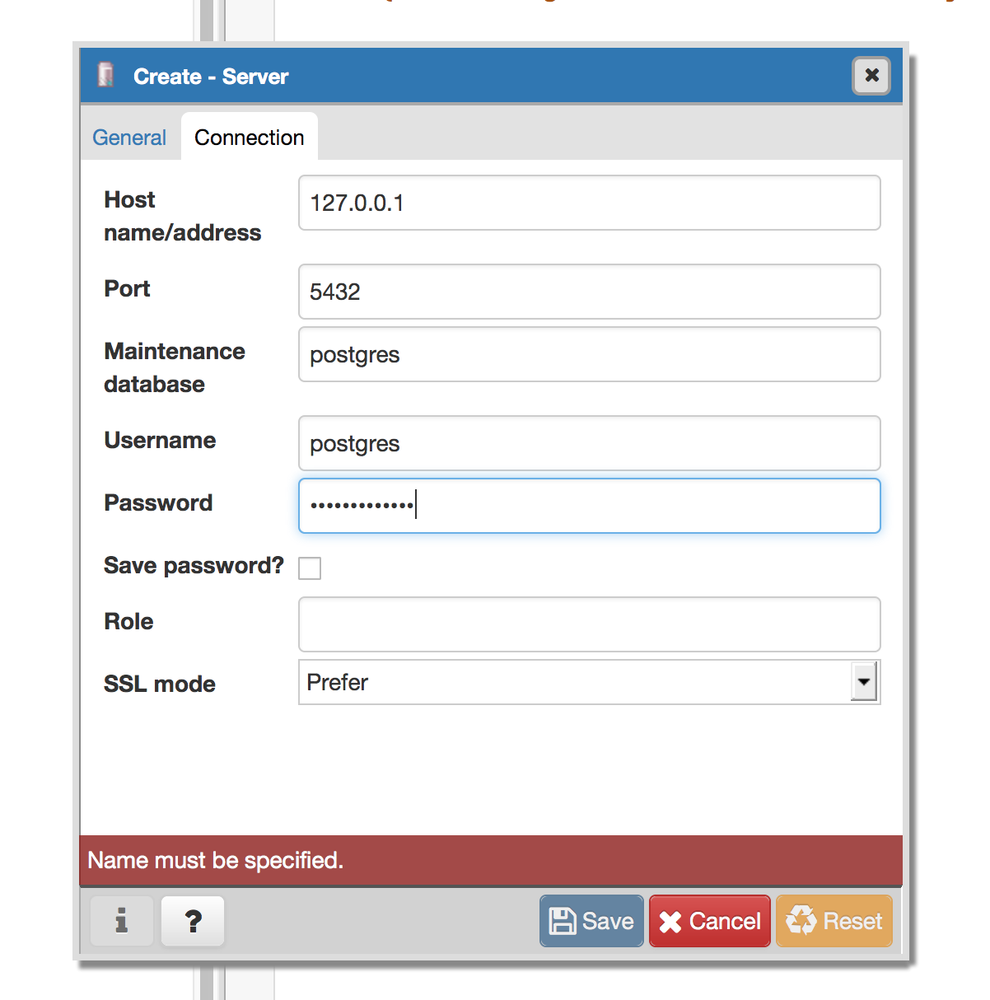 Create - Server
General Connection
Host
name/address
127.0.0.1
Port
5432
Maintenance
database
postgres
Username
postgres
Password
•••••••••••••
Save password?
Role
SSL mode
Prefer
Name must be specified.
i ? Save Cancel Reset